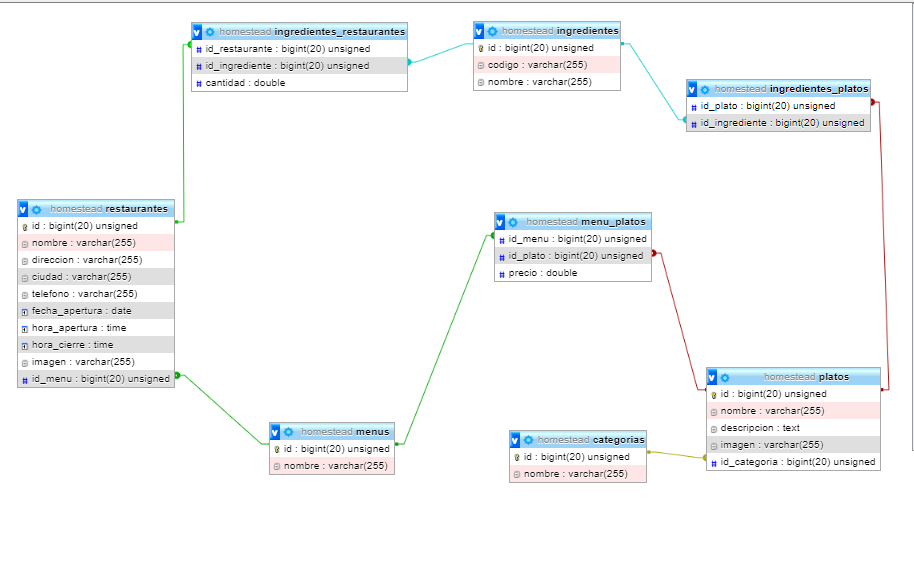 homestead ingredientes_restaurantes
id_restaurante : bigint(20) unsigned
id_ingrediente : bigint(20) unsigned
cantidad : double
homestead ingredientes
id : bigint(20) unsigned
codigo : varchar(255)
nombre : varchar(255)
homestead ingredientes_platos
id_plato : bigint(20) unsigned
id_ingrediente : bigint(20) unsigned
homestead restaurantes
id : bigint(20) unsigned
nombre : varchar(255)
direccion : varchar(255)
ciudad : varchar(255)
telefono : varchar(255)
fecha_apertura : date
hora_apertura : time
hora_cierre : time
imagen : varchar(255)
id_menu : bigint(20) unsigned
homestead menu_platos
id_menu : bigint(20) unsigned
id_plato : bigint(20) unsigned
precio : double
homestead platos
id : bigint(20) unsigned
nombre : varchar(255)
descripcion : text
imagen : varchar(255)
id_categoria : bigint(20) unsigned
homestead menus
id : bigint(20) unsigned
nombre : varchar(255)
homestead categorias
id : bigint(20) unsigned
nombre : varchar(255)